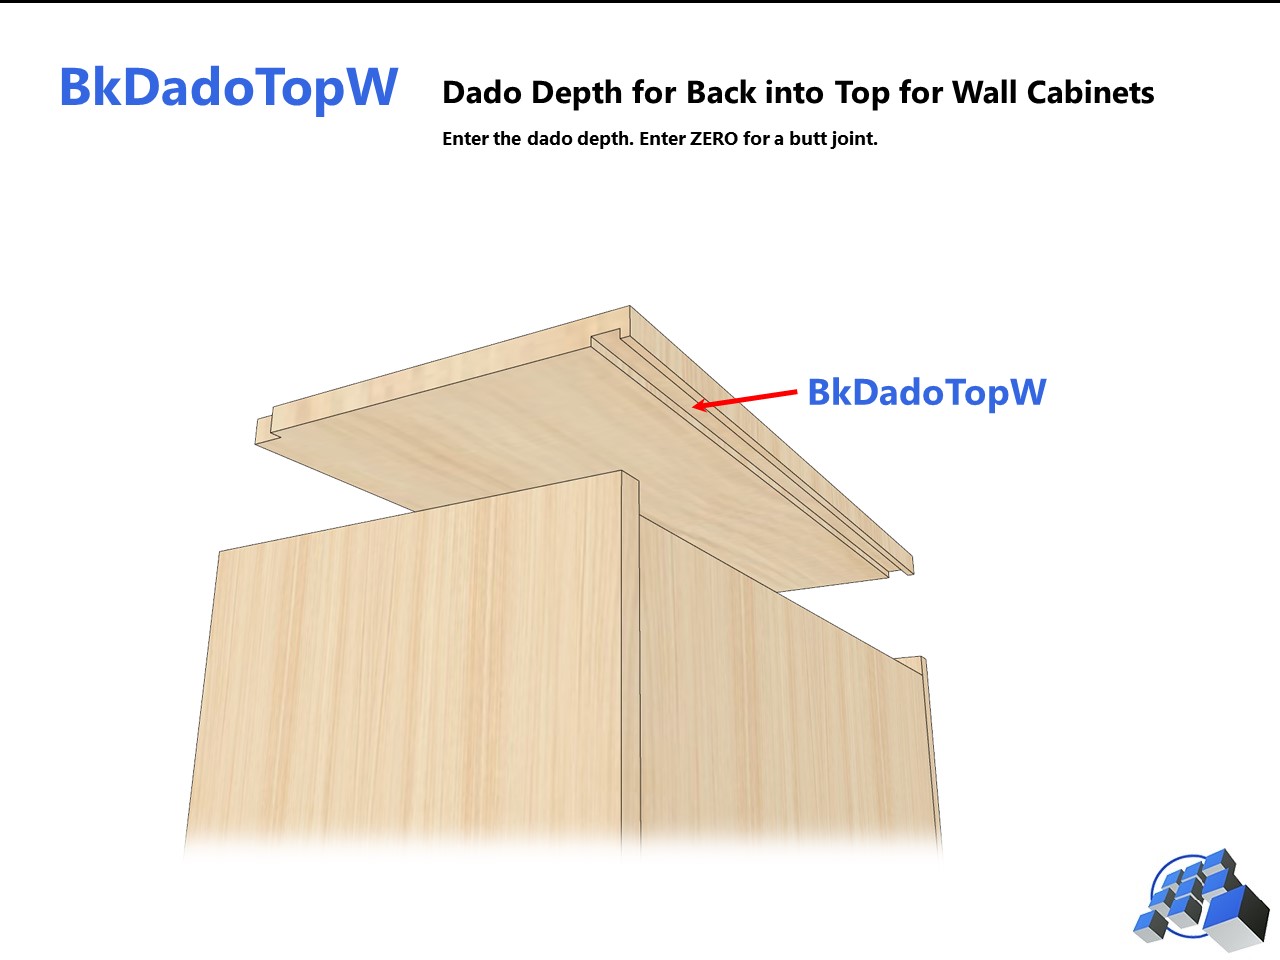 BkDadoTopW
Dado Depth for Back into Top for Wall Cabinets
Enter the dado depth. Enter ZERO for a butt joint.
BkDadoTopW